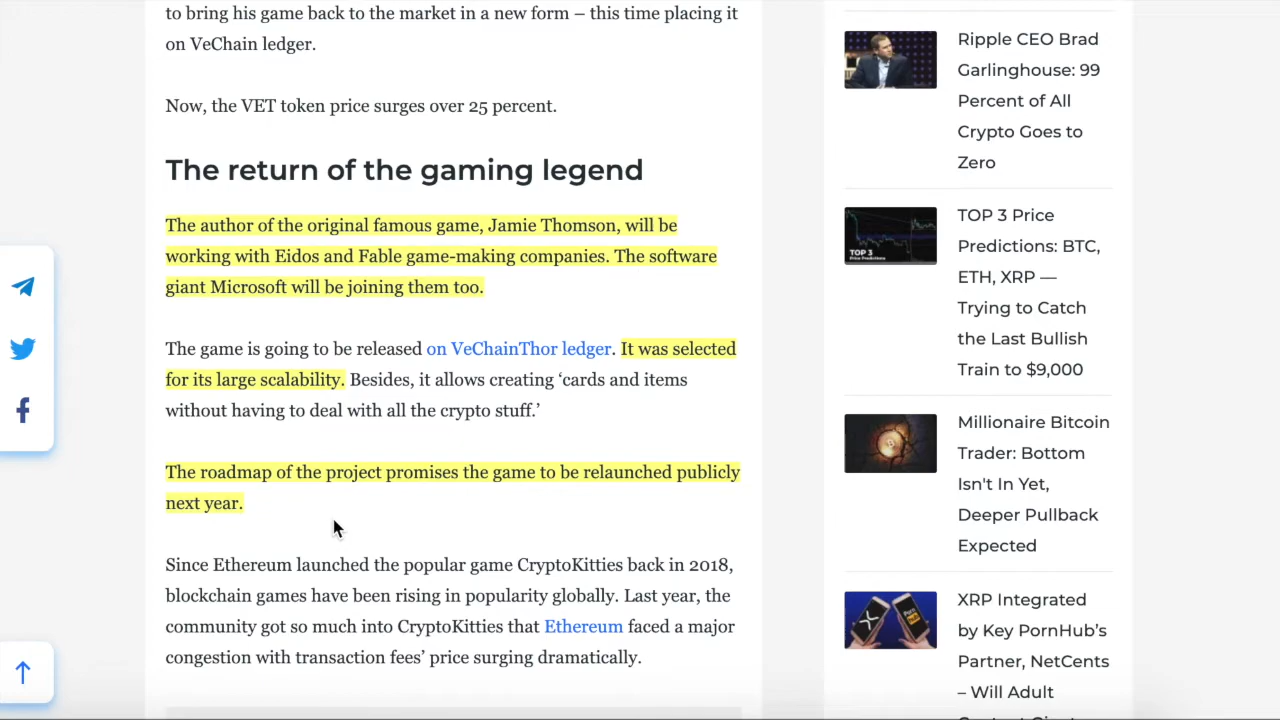 to bring his game back to the market in a new form – this time placing it
on VeChain ledger.
Now, the VET token price surges over 25 percent.
The return of the gaming legend
The author of the original famous game, Jamie Thomson, will be
working with Eidos and Fable game-making companies. The software
giant Microsoft will be joining them too.
The game is going to be released on VeChainThor ledger. It was selected
for its large scalability. Besides, it allows creating ‘cards and items
without having to deal with all the crypto stuff.’
The roadmap of the project promises the game to be relaunched publicly
next year.
Since Ethereum launched the popular game CryptoKitties back in 2018,
blockchain games have been rising in popularity globally. Last year, the
community got so much into CryptoKitties that Ethereum faced a major
congestion with transaction fees’ price surging dramatically.
Ripple CEO Brad
Garlinghouse: 99
Percent of All
Crypto Goes to
Zero
TOP 3
Price Predictions
TOP 3 Price
Predictions: BTC,
ETH, XRP —
Trying to Catch
the Last Bullish
Train to $9,000
Millionaire Bitcoin
Trader: Bottom
Isn't In Yet,
Deeper Pullback
Expected
XRP Integrated
by Key PornHub’s
Partner, NetCents
– Will Adult